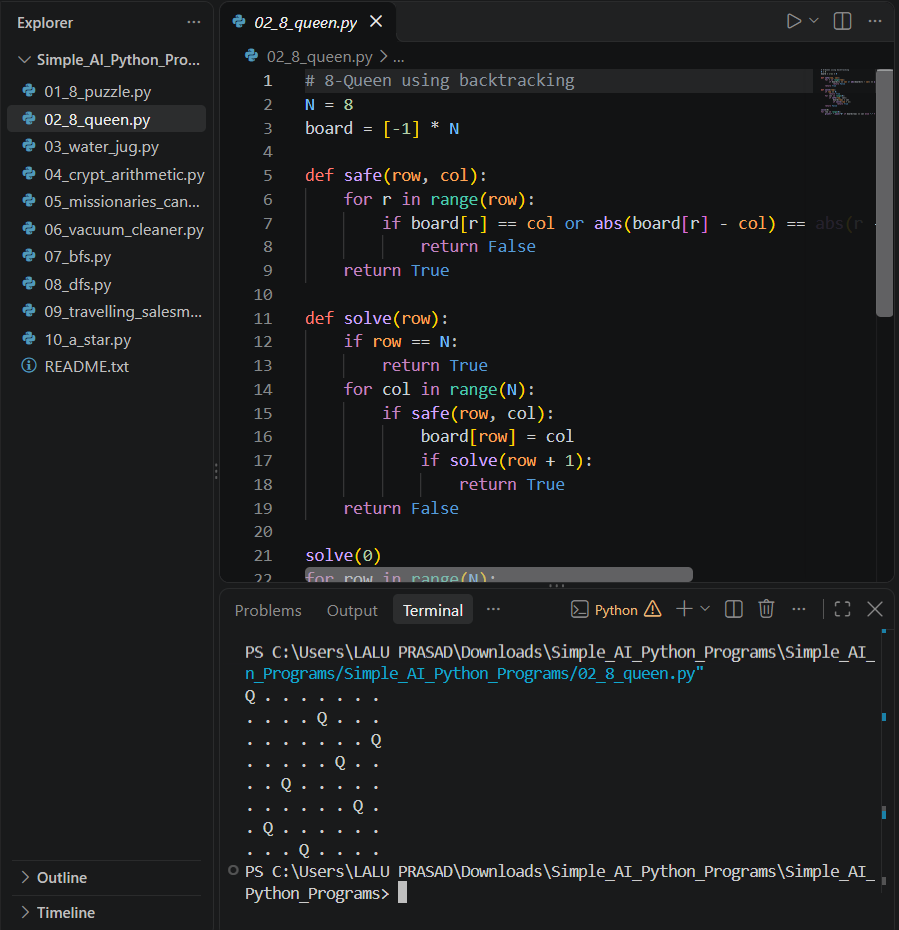 Explorer
Simple_AI_Python_Pro...
01_8_puzzle.py
02_8_queen.py
03_water_jug.py
04_crypt_arithmetic.py
05_missionaries_can...
06_vacuum_cleaner.py
07_bfs.py
08_dfs.py
09_travelling_salesm...
10_a_star.py
README.txt
Outline
Timeline
02_8_queen.py
02_8_queen.py > ...
1 # 8-Queen using backtracking
2 N = 8
3 board = [-1] * N
4
5 def safe(row, col):
6     for r in range(row):
7         if board[r] == col or abs(board[r] - col) == abs(r -
8             return False
9     return True
10
11 def solve(row):
12     if row == N:
13         return True
14     for col in range(N):
15         if safe(row, col):
16             board[row] = col
17             if solve(row + 1):
18                 return True
19     return False
20
21 solve(0)
22 for row in range(N):
Problems Output Terminal ... Python
PS C:\Users\LALU PRASAD\Downloads\Simple_AI_Python_Programs\Simple_AI_
n_Programs/Simple_AI_Python_Programs/02_8_queen.py"
Q . . . . . . .
. . . . Q . . .
. . . . . . . Q
. . . . . Q . .
. . Q . . . . .
. . . . . . Q .
. Q . . . . . .
. . . Q . . . .
PS C:\Users\LALU PRASAD\Downloads\Simple_AI_Python_Programs\Simple_AI_
Python_Programs>